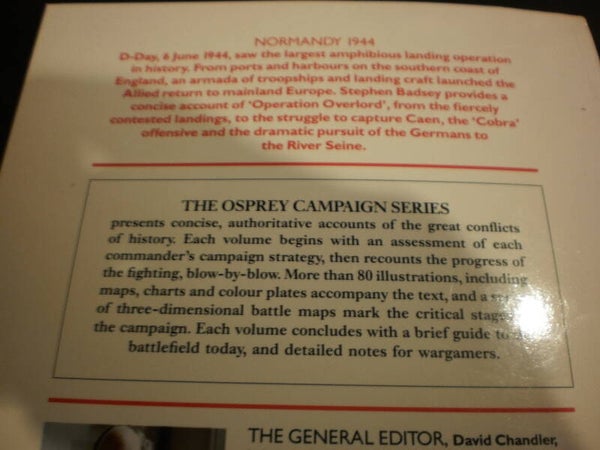 NORMANDY 1944
D-Day, 6 June 1944, saw the largest amphibious landing operation
in history. From ports and harbours on the southern coast of
England, an armada of troopships and landing craft launched the
Allied return to mainland Europe. Stephen Badsey provides a
concise account of 'Operation Overlord', from the fiercely
contested landings, to the struggle to capture Caen, the 'Cobra'
offensive and the dramatic pursuit of the Germans to
the River Seine.
THE OSPREY CAMPAIGN SERIES
presents concise, authoritative accounts of the great conflicts
of history. Each volume begins with an assessment of each
commander's campaign strategy, then recounts the progress of
the fighting, blow-by-blow. More than 80 illustrations, including
maps, charts and colour plates accompany the text, and a
of three-dimensional battle maps mark the critical
the campaign. Each volume concludes with a brief guide to
battlefield today, and detailed notes for wargamers.
THE GENERAL EDITOR, David Chandler,